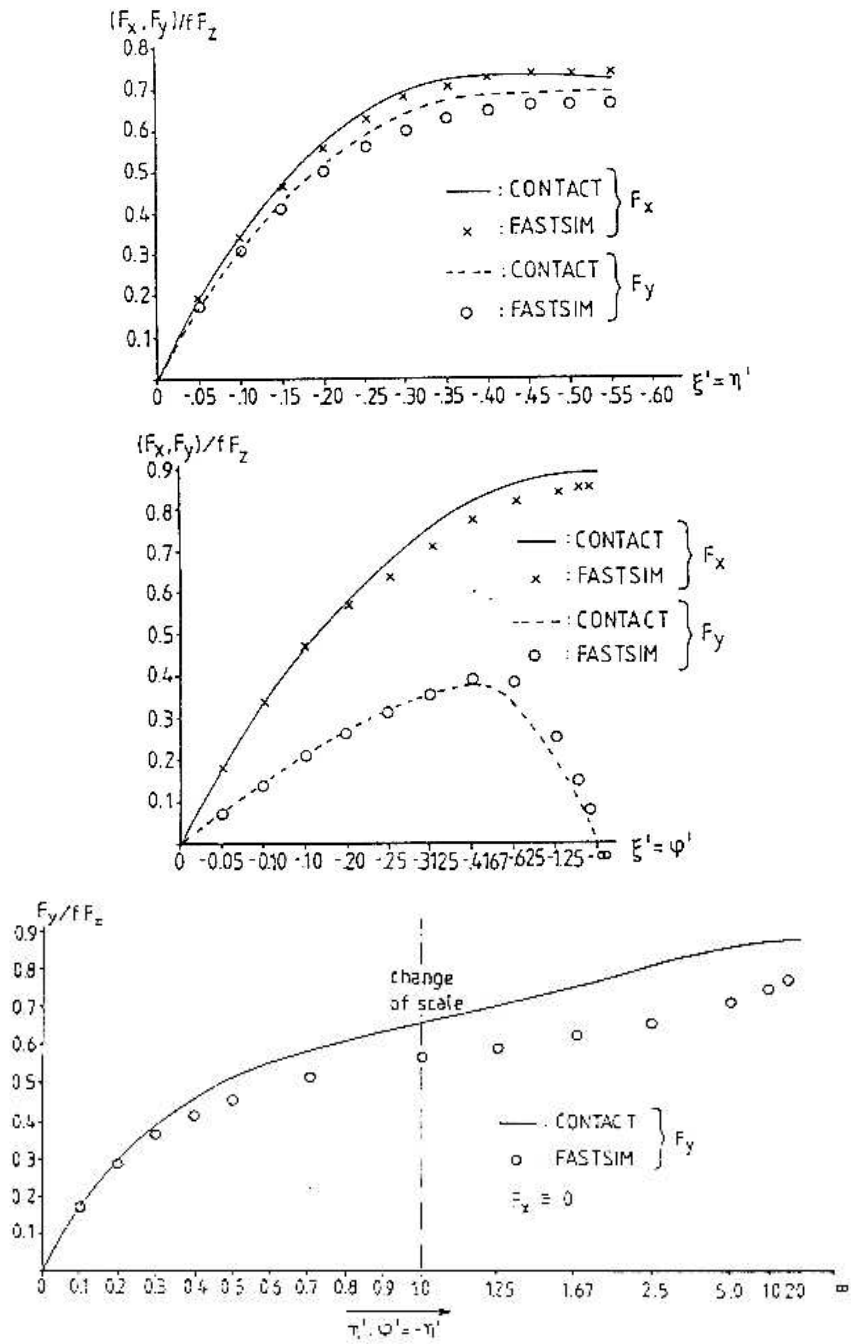 (Fx, Fy)/fFz
0.8
0.7
0.6
0.5
0.4
0.3
0.2
0.1
— : CONTACT
x : FASTSIM
} Fx
--- : CONTACT
o : FASTSIM
} Fy
0 -.05 -.10 -.15 -.20 -.25 -.30 -.35 -.40 -.45 -.50 -.55 -.60 ξ' = η'
(Fx, Fy)/fFz
0.9
0.8
0.7
0.6
0.5
0.4
0.3
0.2
0.1
— : CONTACT
x : FASTSIM
} Fx
--- : CONTACT
o : FASTSIM
} Fy
0 -0.05 -0.10 -.10 -.20 -.25 -.3125 -.4167 -.625 -1.25 -∞ ξ' = φ'
Fy/fFz
0.9
0.8
0.7
0.6
0.5
0.4
0.3
0.2
0.1
change
of scale
— : CONTACT
o FASTSIM
} Fy
Fx ≡ 0
0 0.1 0.2 0.3 0.4 0.5 0.7 0.8 0.9 1.0 1.25 1.67 2.5 5.0 10 20 ∞
η', φ' = -η'